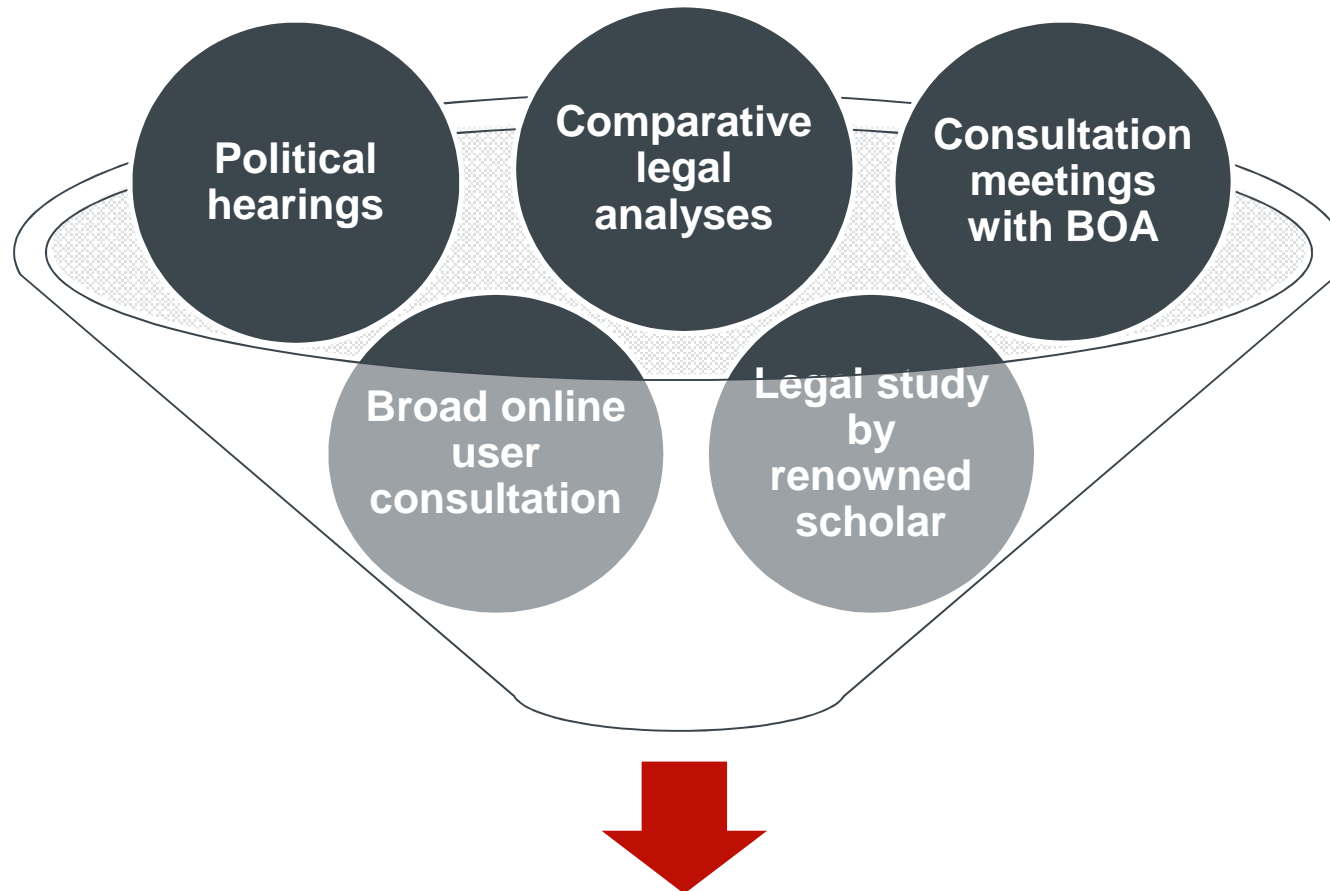 Political
hearings
Comparative
legal
analyses
Consultation
meetings
with BOA
Broad online
user
consultation
Legal study
by
renowned
scholar